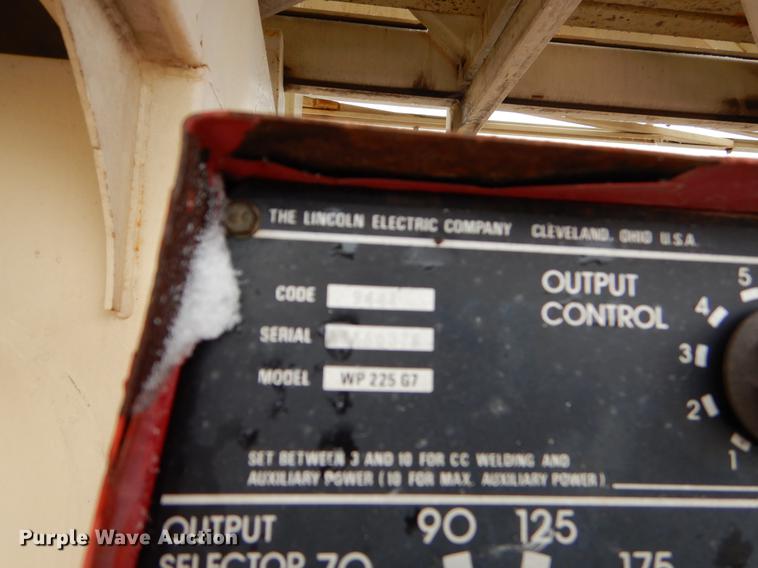 THE LINCOLN ELECTRIC COMPANY CLEVELAND, OHIO U.S.A.
CODE
SERIAL
MODEL WP 225 G7
OUTPUT
CONTROL
5
4
3
2
1
SET BETWEEN 3 AND 10 FOR CC WELDING AND
AUXILIARY POWER (10 FOR MAX. AUXILIARY POWER)
OUTPUT
SELECTOR 70 90 125 175
Purple Wave Auction